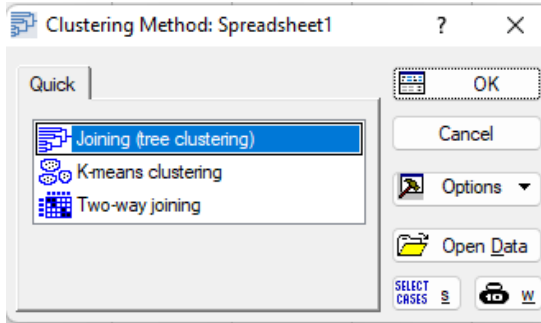 Clustering Method: Spreadsheet1 ? ×
Quick
Joining (tree clustering)
K-means clustering
Two-way joining
OK
Cancel
Options
Open Data
SELECT
CASES S
W